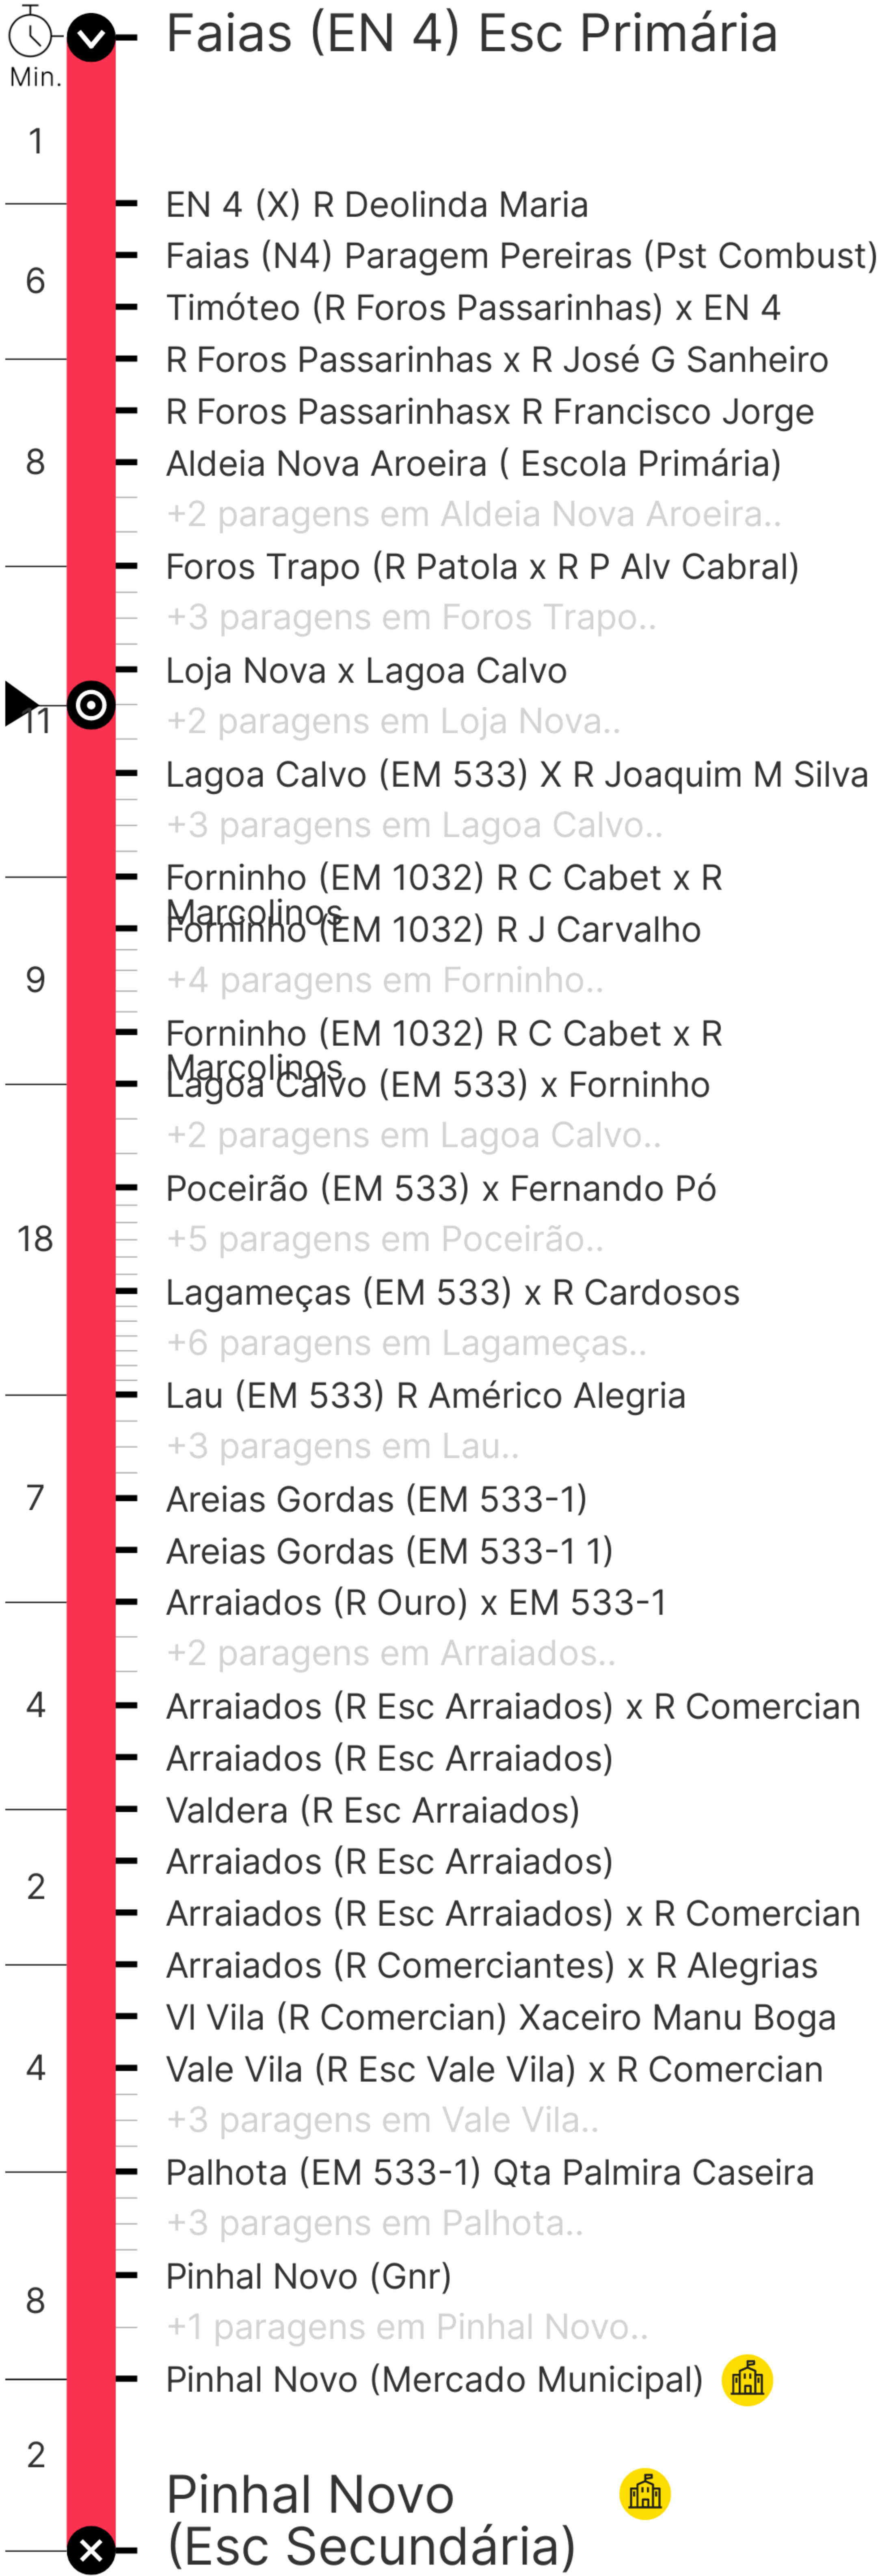 Faias (EN 4) Esc Primária
Min.
1
EN 4 (X) R Deolinda Maria
Faias (N4) Paragem Pereiras (Pst Combust)
6
Timóteo (R Foros Passarinhas) x EN 4
R Foros Passarinhas x R José G Sanheiro
R Foros Passarinhasx R Francisco Jorge
8
Aldeia Nova Aroeira ( Escola Primária)
+2 paragens em Aldeia Nova Aroeira..
Foros Trapo (R Patola x R P Alv Cabral)
+3 paragens em Foros Trapo..
Loja Nova x Lagoa Calvo
11
+2 paragens em Loja Nova..
Lagoa Calvo (EM 533) X R Joaquim M Silva
+3 paragens em Lagoa Calvo..
Forninho (EM 1032) R C Cabet x R
Marcolinos
Forninho (EM 1032) R J Carvalho
9
+4 paragens em Forninho..
Forninho (EM 1032) R C Cabet x R
Marcolinos
Lagoa Calvo (EM 533) x Forninho
+2 paragens em Lagoa Calvo..
Poceirão (EM 533) x Fernando Pó
18
+5 paragens em Poceirão..
Lagameças (EM 533) x R Cardosos
+6 paragens em Lagameças..
Lau (EM 533) R Américo Alegria
+3 paragens em Lau..
7
Areias Gordas (EM 533-1)
Areias Gordas (EM 533-1 1)
Arraiados (R Ouro) x EM 533-1
+2 paragens em Arraiados..
4
Arraiados (R Esc Arraiados) x R Comercian
Arraiados (R Esc Arraiados)
Valdera (R Esc Arraiados)
Arraiados (R Esc Arraiados)
2
Arraiados (R Esc Arraiados) x R Comercian
Arraiados (R Comerciantes) x R Alegrias
Vl Vila (R Comercian) Xaceiro Manu Boga
4
Vale Vila (R Esc Vale Vila) x R Comercian
+3 paragens em Vale Vila..
Palhota (EM 533-1) Qta Palmira Caseira
+3 paragens em Palhota..
Pinhal Novo (Gnr)
8
+1 paragens em Pinhal Novo..
Pinhal Novo (Mercado Municipal)
2
Pinhal Novo
(Esc Secundária)